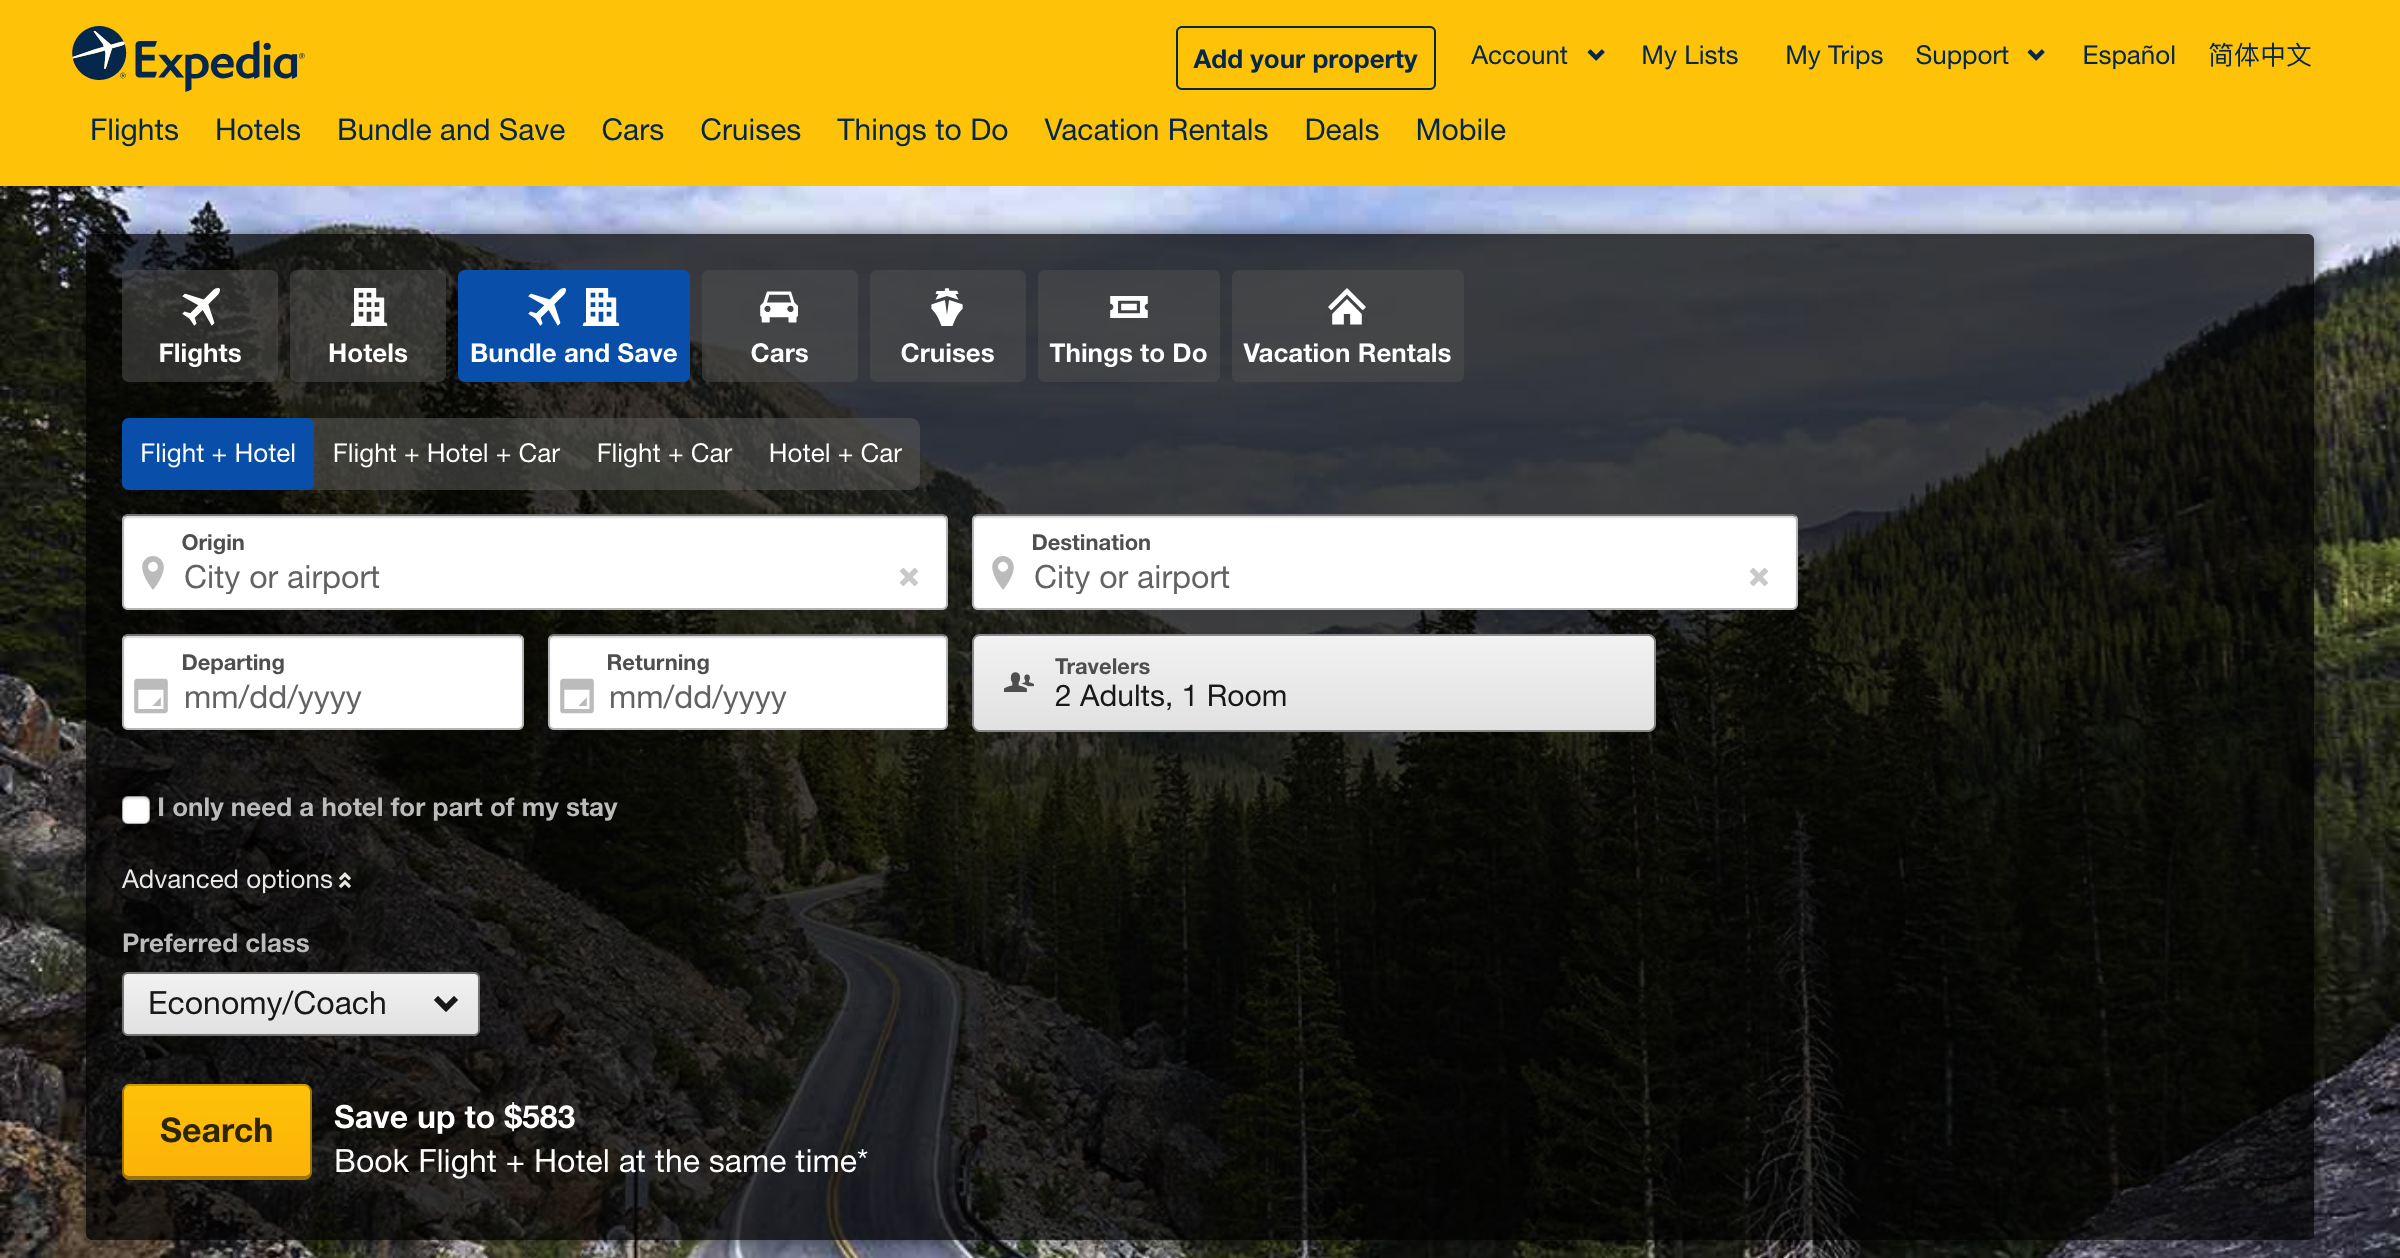 Expedia
Add your property
Account
My Lists
My Trips
Support
Español
简体中文
Flights
Hotels
Bundle and Save
Cars
Cruises
Things to Do
Vacation Rentals
Deals
Mobile
Flights
Hotels
Bundle and Save
Cars
Cruises
Things to Do
Vacation Rentals
Flight + Hotel
Flight + Hotel + Car
Flight + Car
Hotel + Car
Origin
City or airport
Destination
City or airport
Departing
mm/dd/yyyy
Returning
mm/dd/yyyy
Travelers
2 Adults, 1 Room
I only need a hotel for part of my stay
Advanced options
Preferred class
Economy/Coach
Search
Save up to $583
Book Flight + Hotel at the same time*